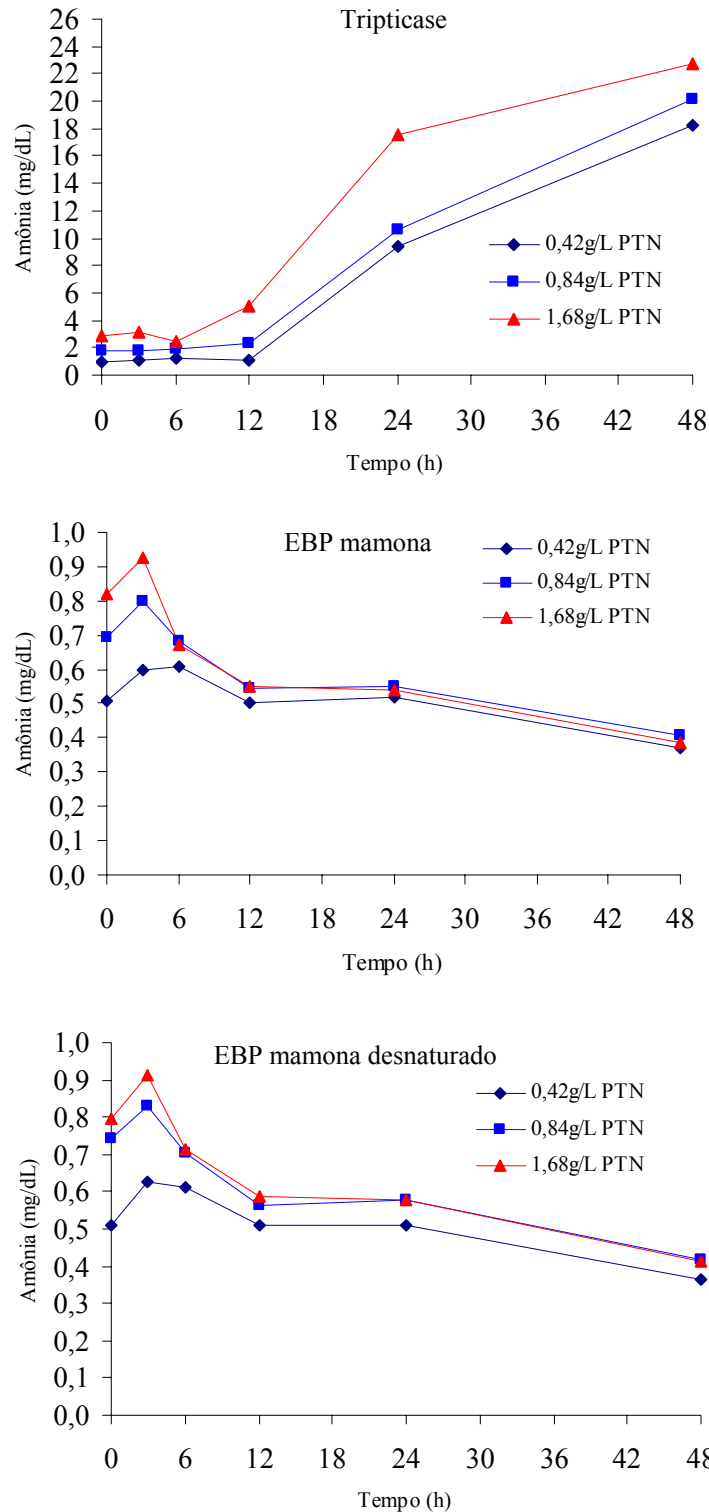 Tripticase
26
24
22
20
18
16
14
12
10
8
6
4
2
0
Amônia (mg/dL)
0,42g/L PTN
0,84g/L PTN
1,68g/L PTN
0 6 12 18 24 30 36 42 48
Tempo (h)
EBP mamona
1,0
0,9
0,8
0,7
0,6
0,5
0,4
0,3
0,2
0,1
0,0
Amônia (mg/dL)
0,42g/L PTN
0,84g/L PTN
1,68g/L PTN
0 6 12 18 24 30 36 42 48
Tempo (h)
EBP mamona desnaturado
1,0
0,9
0,8
0,7
0,6
0,5
0,4
0,3
0,2
0,1
0,0
Amônia (mg/dL)
0,42g/L PTN
0,84g/L PTN
1,68g/L PTN
0 6 12 18 24 30 36 42 48
Tempo (h)